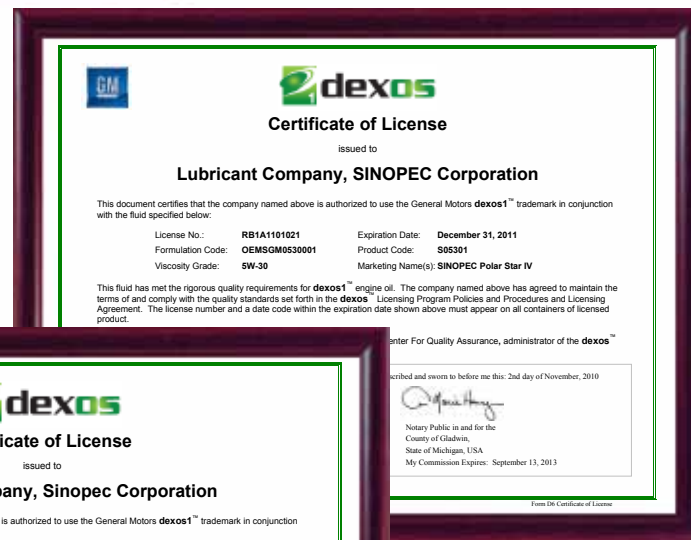 GM
dexos
1
Certificate of License
issued to
Lubricant Company, SINOPEC Corporation
This document certifies that the company named above is authorized to use the General Motors dexos1™ trademark in conjunction
with the fluid specified below:
License No.: RB1A1101021 Expiration Date: December 31, 2011
Formulation Code: OEMSGM0530001 Product Code: S05301
Viscosity Grade: 5W-30 Marketing Name(s): SINOPEC Polar Star IV
This fluid has met the rigorous quality requirements for dexos1™ engine oil. The company named above has agreed to maintain the
terms of and comply with the quality standards set forth in the dexos™ Licensing Program Policies and Procedures and Licensing
Agreement. The license number and a date code within the expiration date shown above must appear on all containers of licensed
product.
enter For Quality Assurance, administrator of the dexos™
cribed and sworn to before me this: 2nd day of November, 2010
Notary Public in and for the
County of Gladwin,
State of Michigan, USA
My Commission Expires: September 13, 2013
Form D6 Certificate of License
dexos
icate of License
issued to
pany, Sinopec Corporation
is authorized to use the General Motors dexos1™ trademark in conjunction